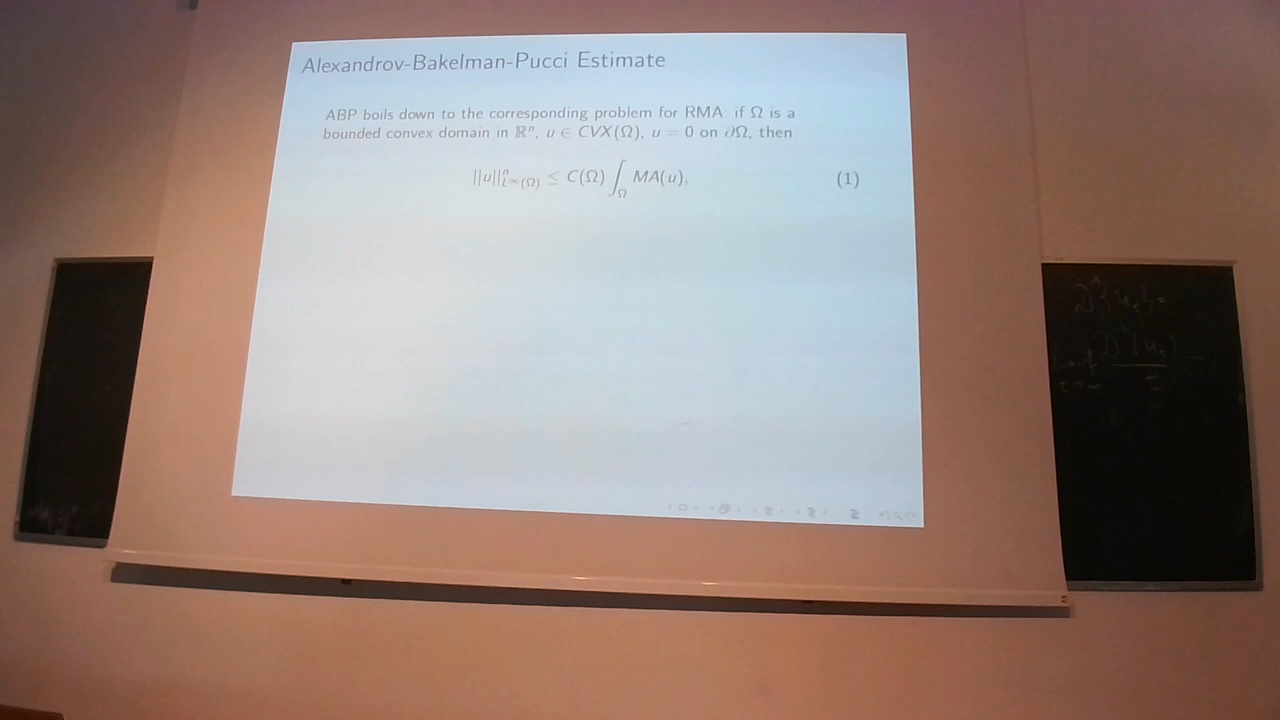 Alexandrov-Bakelman-Pucci Estimate
ABP boils down to the corresponding problem for RMA: if Ω is a
bounded convex domain in ℝⁿ, u ∈ CVX(Ω), u = 0 on ∂Ω, then
||u||ⁿ_{L^∞(Ω)} ≤ C(Ω) ∫_Ω MA(u). (1)